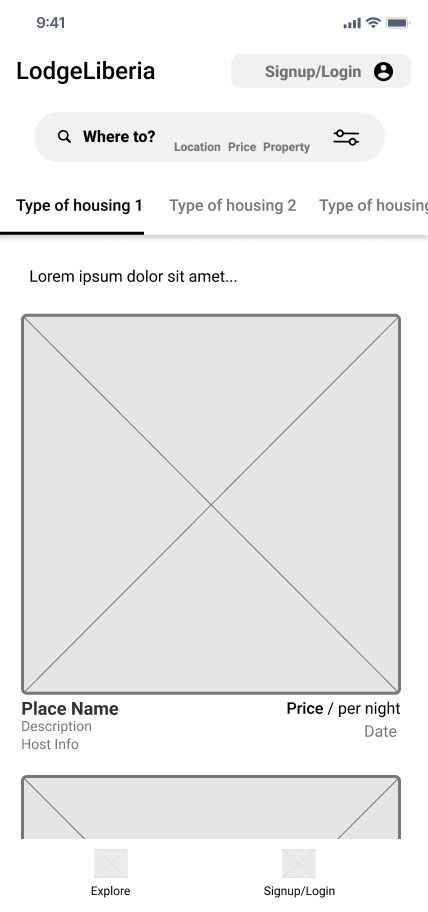 9:41
LodgeLiberia
Signup/Login
Where to?
Location Price Property
Type of housing 1
Type of housing 2
Type of housing
Lorem ipsum dolor sit amet...
Place Name
Price / per night
Description
Date
Host Info
Explore
Signup/Login